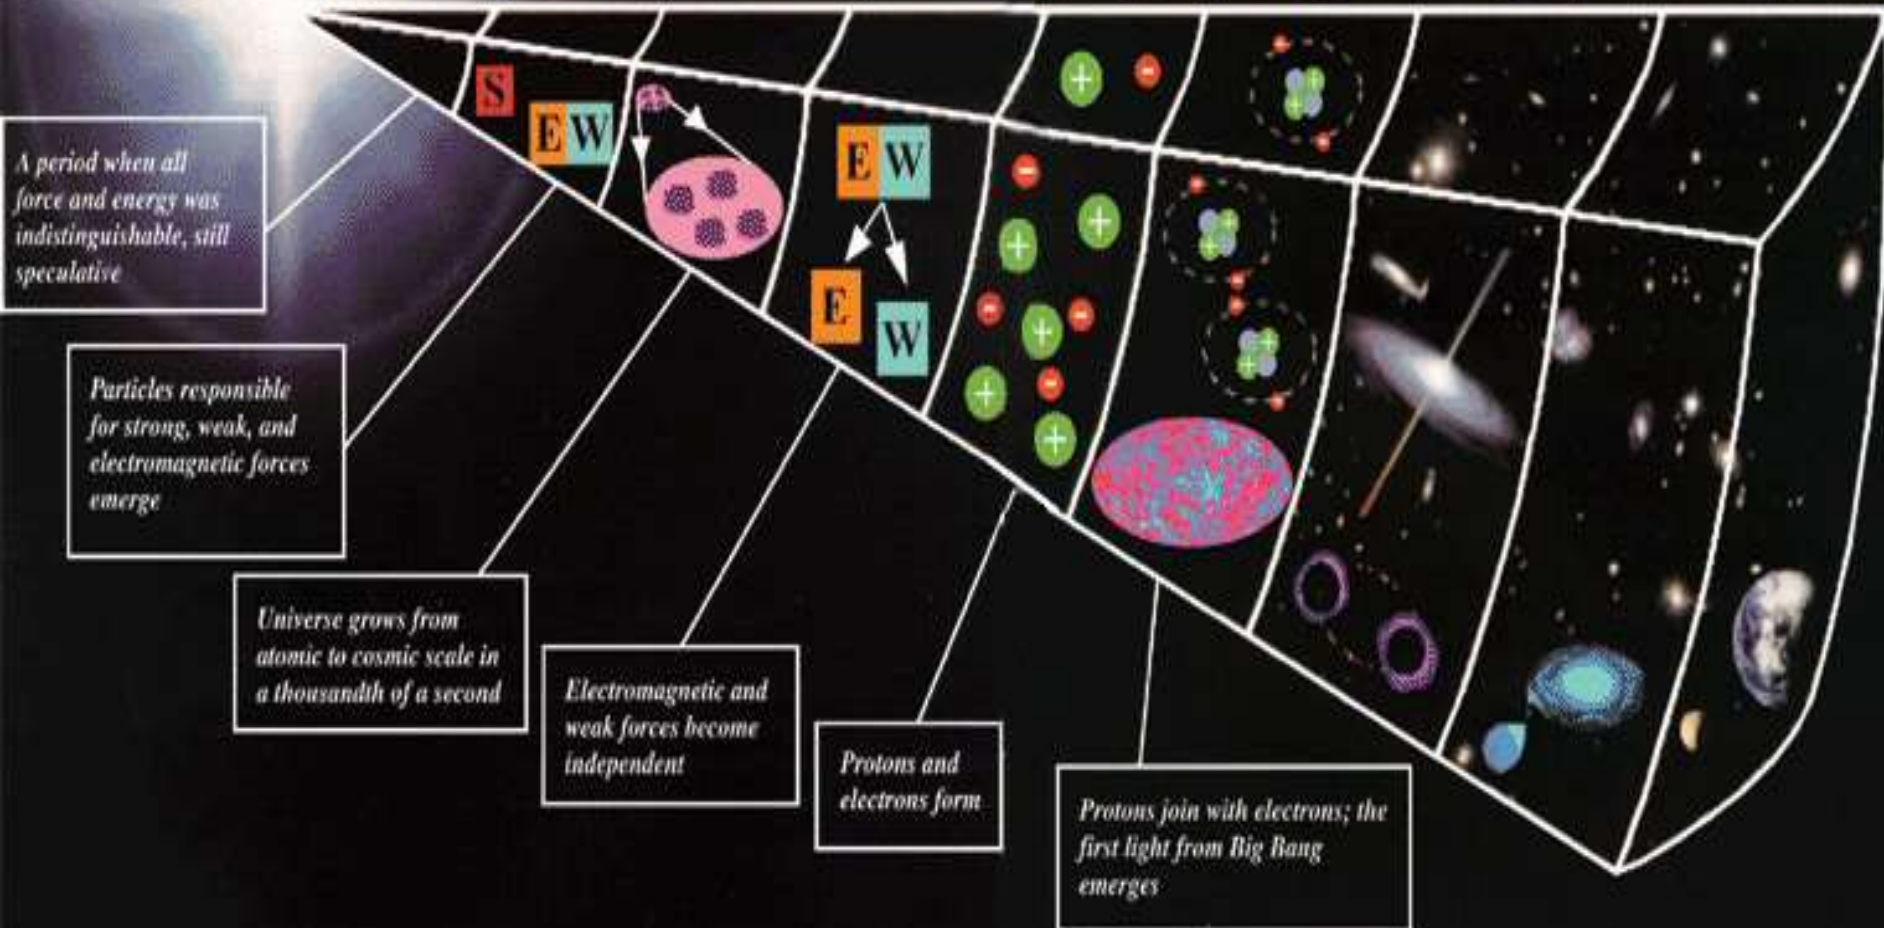 S
E W
E W
E
W
A period when all
force and energy was
indistinguishable, still
speculative
Particles responsible
for strong, weak, and
electromagnetic forces
emerge
Universe grows from
atomic to cosmic scale in
a thousandth of a second
Electromagnetic and
weak forces become
independent
Protons and
electrons form
Protons join with electrons; the
first light from Big Bang
emerges